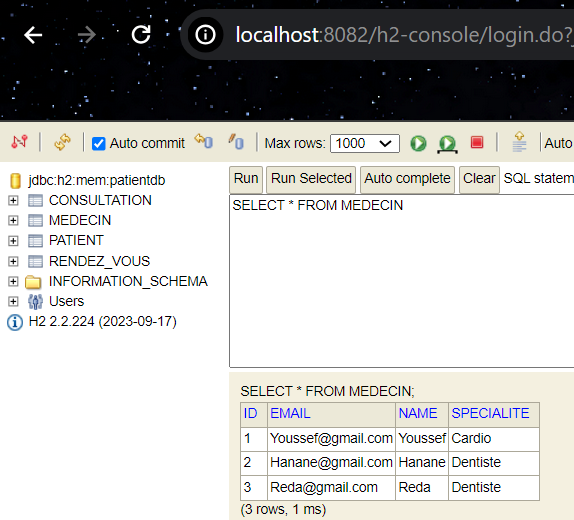 localhost:8082/h2-console/login.do?
Auto commit Max rows: 1000 Auto
jdbc:h2:mem:patientdb
CONSULTATION
MEDECIN
PATIENT
RENDEZ_VOUS
INFORMATION_SCHEMA
Users
H2 2.2.224 (2023-09-17)
Run Run Selected Auto complete Clear SQL statem
SELECT * FROM MEDECIN
SELECT * FROM MEDECIN;
ID EMAIL NAME SPECIALITE
1 Youssef@gmail.com Youssef Cardio
2 Hanane@gmail.com Hanane Dentiste
3 Reda@gmail.com Reda Dentiste
(3 rows, 1 ms)